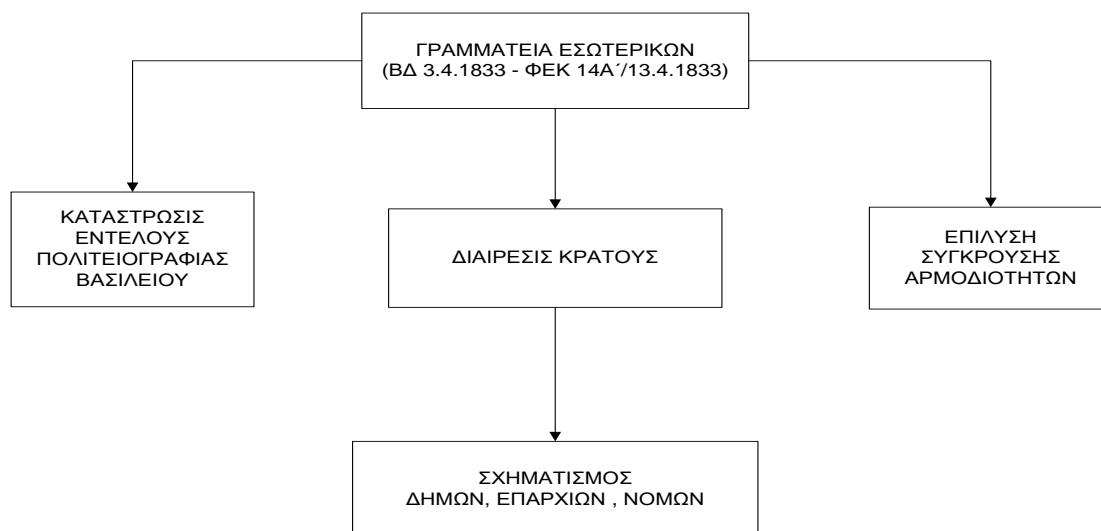 ΓΡΑΜΜΑΤΕΙΑ ΕΣΩΤΕΡΙΚΩΝ
(ΒΔ 3.4.1833 - ΦΕΚ 14Α΄/13.4.1833)
ΚΑΤΑΣΤΡΩΣΙΣ
ΕΝΤΕΛΟΥΣ
ΠΟΛΙΤΕΙΟΓΡΑΦΙΑΣ
ΒΑΣΙΛΕΙΟΥ
ΔΙΑΙΡΕΣΙΣ ΚΡΑΤΟΥΣ
ΕΠΙΛΥΣΗ
ΣΥΓΚΡΟΥΣΗΣ
ΑΡΜΟΔΙΟΤΗΤΩΝ
ΣΧΗΜΑΤΙΣΜΟΣ
ΔΗΜΩΝ, ΕΠΑΡΧΙΩΝ , ΝΟΜΩΝ